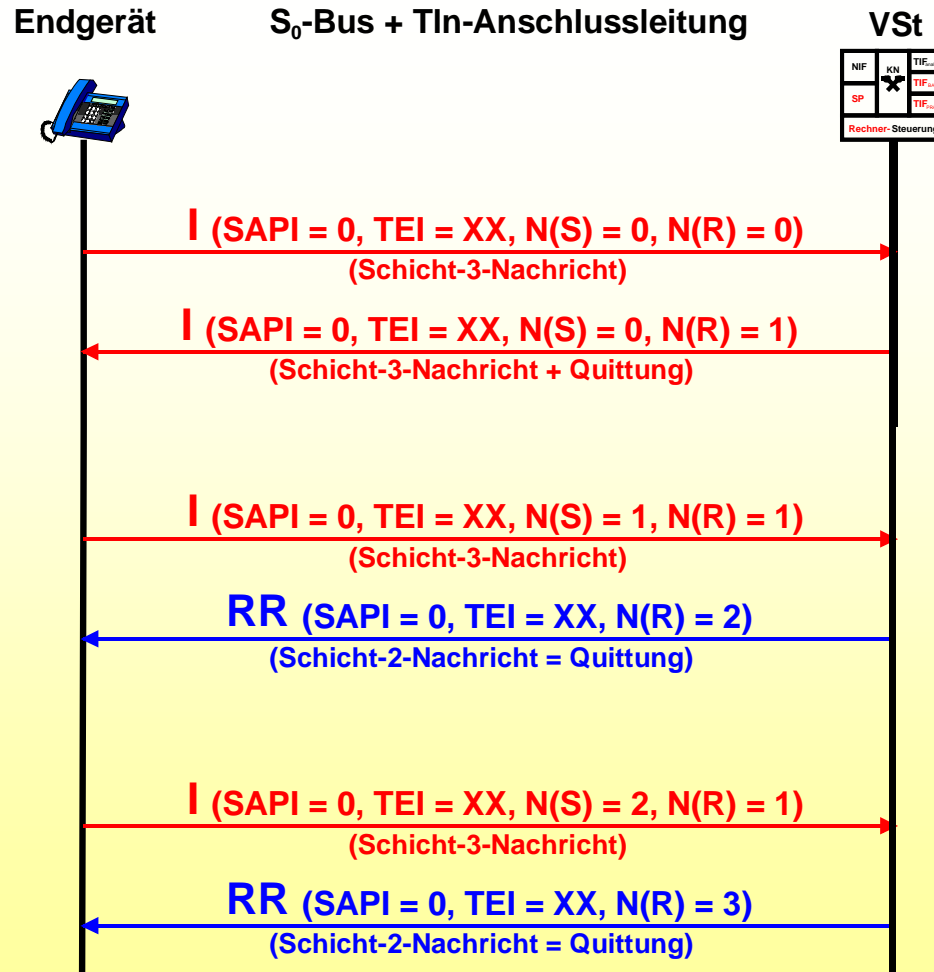 Endgerät
S₀-Bus + Tln-Anschlussleitung
VSt
NIF
KN
TIF
SP
TIF
TIF
Rechner-Steuerung
I (SAPI = 0, TEI = XX, N(S) = 0, N(R) = 0)
(Schicht-3-Nachricht)
I (SAPI = 0, TEI = XX, N(S) = 0, N(R) = 1)
(Schicht-3-Nachricht + Quittung)
I (SAPI = 0, TEI = XX, N(S) = 1, N(R) = 1)
(Schicht-3-Nachricht)
RR (SAPI = 0, TEI = XX, N(R) = 2)
(Schicht-2-Nachricht = Quittung)
I (SAPI = 0, TEI = XX, N(S) = 2, N(R) = 1)
(Schicht-3-Nachricht)
RR (SAPI = 0, TEI = XX, N(R) = 3)
(Schicht-2-Nachricht = Quittung)